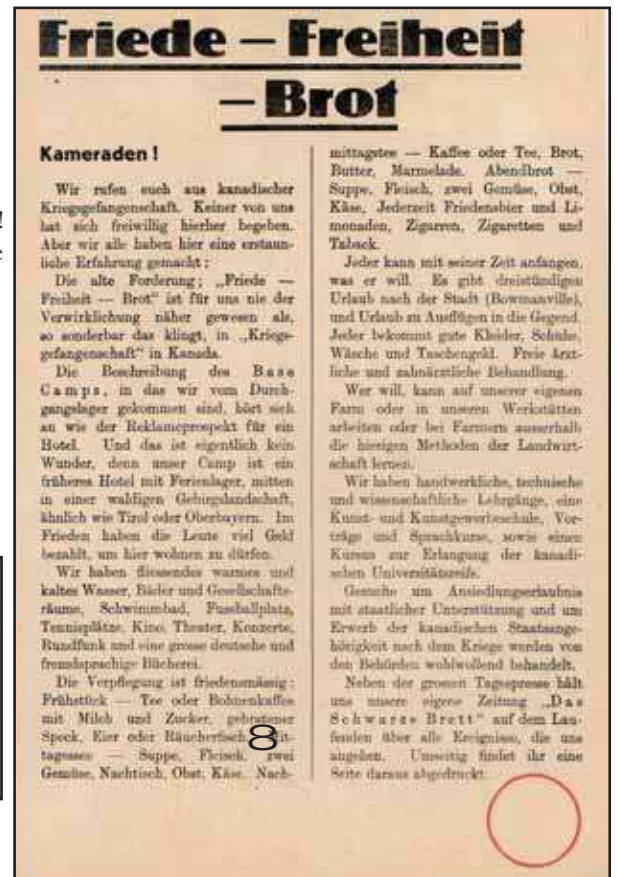 Friede – Freiheit
– Brot
Kameraden !
Wir rufen euch aus kanadischer
Kriegsgefangenschaft. Keiner von uns
hat sich freiwillig hierher begeben.
Aber wir alle haben hier eine erstaun-
liche Erfahrung gemacht :
Die alte Forderung ; „Friede —
Freiheit — Brot" ist für uns nie der
Verwirklichung näher gewesen als,
so sonderbar das klingt, in „Kriegs-
gefangenschaft" in Kanada.
Die Beschreibung des Base
Camps, in das wir vom Durch-
gangslager gekommen sind, hört sich
an wie der Reklameprospekt für ein
Hotel. Und das ist eigentlich kein
Wunder, denn unser Camp ist ein
früheres Hotel mit Ferienlager, mitten
in einer waldigen Gebirgslandschaft,
ähnlich wie Tirol oder Oberbayern. Im
Frieden haben die Leute viel Geld
bezahlt, um hier wohnen zu dürfen.
Wir haben fliessendes warmes und
kaltes Wasser, Bäder und Gesellschafts-
räume, Schwimmbad, Fussballplatz,
Tennisplätze, Kino, Theater, Konzerte,
Rundfunk und eine grosse deutsche und
fremdsprachige Bücherei.
Die Verpflegung ist friedensmässig :
Frühstück — Tee oder Bohnenkaffee
mit Milch und Zucker, gebratener
Speck, Eier oder Räucherfisch. Mit-
tagessen — Suppe, Fleisch, zwei
Gemüse, Nachtisch, Obst, Käse. Nach-
mittagstee — Kaffee oder Tee, Brot,
Butter, Marmelade. Abendbrot —
Suppe, Fleisch, zwei Gemüse, Obst,
Käse, Jederzeit Friedensbier und Li-
monaden, Zigarren, Zigaretten und
Taback.
Jeder kann mit seiner Zeit anfangen,
was er will. Es gibt dreistündigen
Urlaub nach der Stadt (Bowmanville),
und Urlaub zu Ausflügen in die Gegend.
Jeder bekommt gute Kleider, Schuhe,
Wäsche und Taschengeld. Freie ärzt-
liche und zahnärztliche Behandlung.
Wer will, kann auf unserer eigenen
Farm oder in unseren Werkstätten
arbeiten oder bei Farmern ausserhalb
die hiesigen Methoden der Landwirt-
schaft lernen.
Wir haben handwerkliche, technische
und wissenschaftliche Lehrgänge, eine
Kunst- und Kunstgewerbeschule, Vor-
träge und Sprachkurse, sowie einen
Kursus zur Erlangung der kanadi-
schen Universitätsreife.
Gesuche um Ansiedlungserlaubnis
mit staatlicher Unterstützung und um
Erwerb der kanadischen Staatsange-
hörigkeit nach dem Kriege werden von
den Behörden wohlwollend behandelt.
Neben der grossen Tagespresse hält
uns unsere eigene Zeitung „Das
Schwarze Brett" auf dem Lau-
fenden über alle Ereignisse, die uns
angehen. Umseitig findet ihr eine
Seite daraus abgedruckt.
8